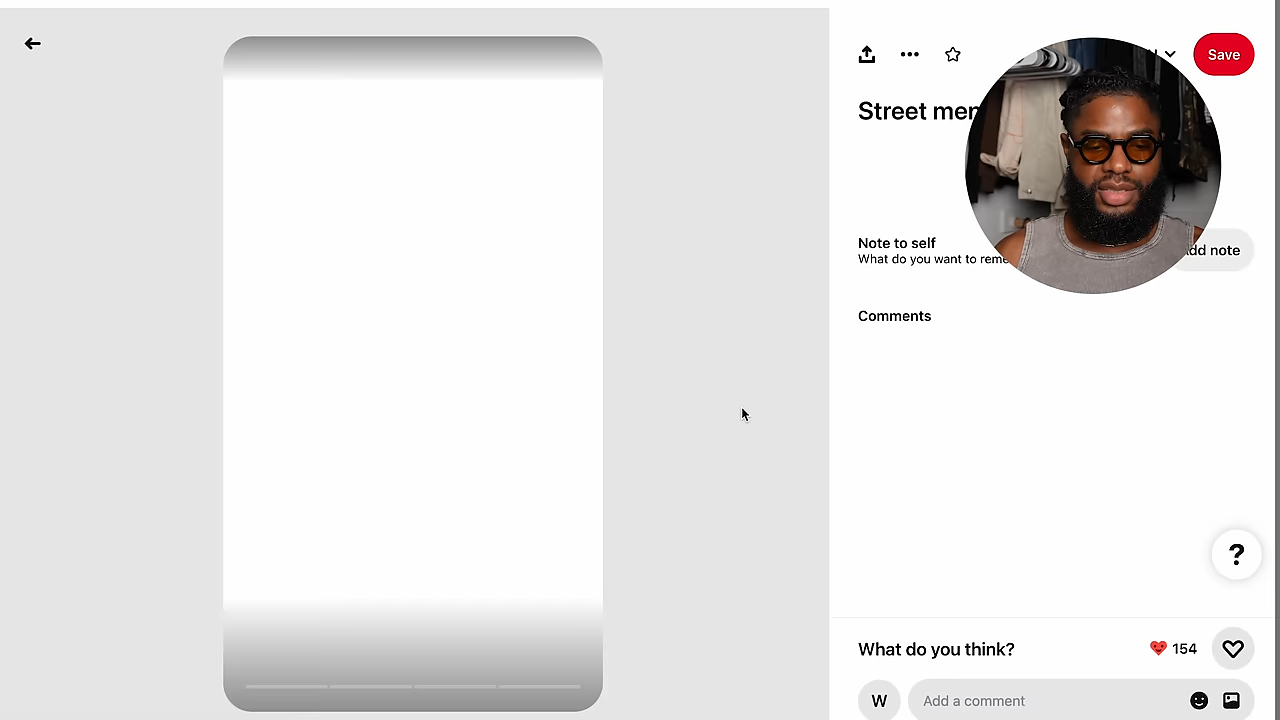 Save
Street men
Note to self
What do you want to reme
dd note
Comments
?
What do you think?
154
W
Add a comment